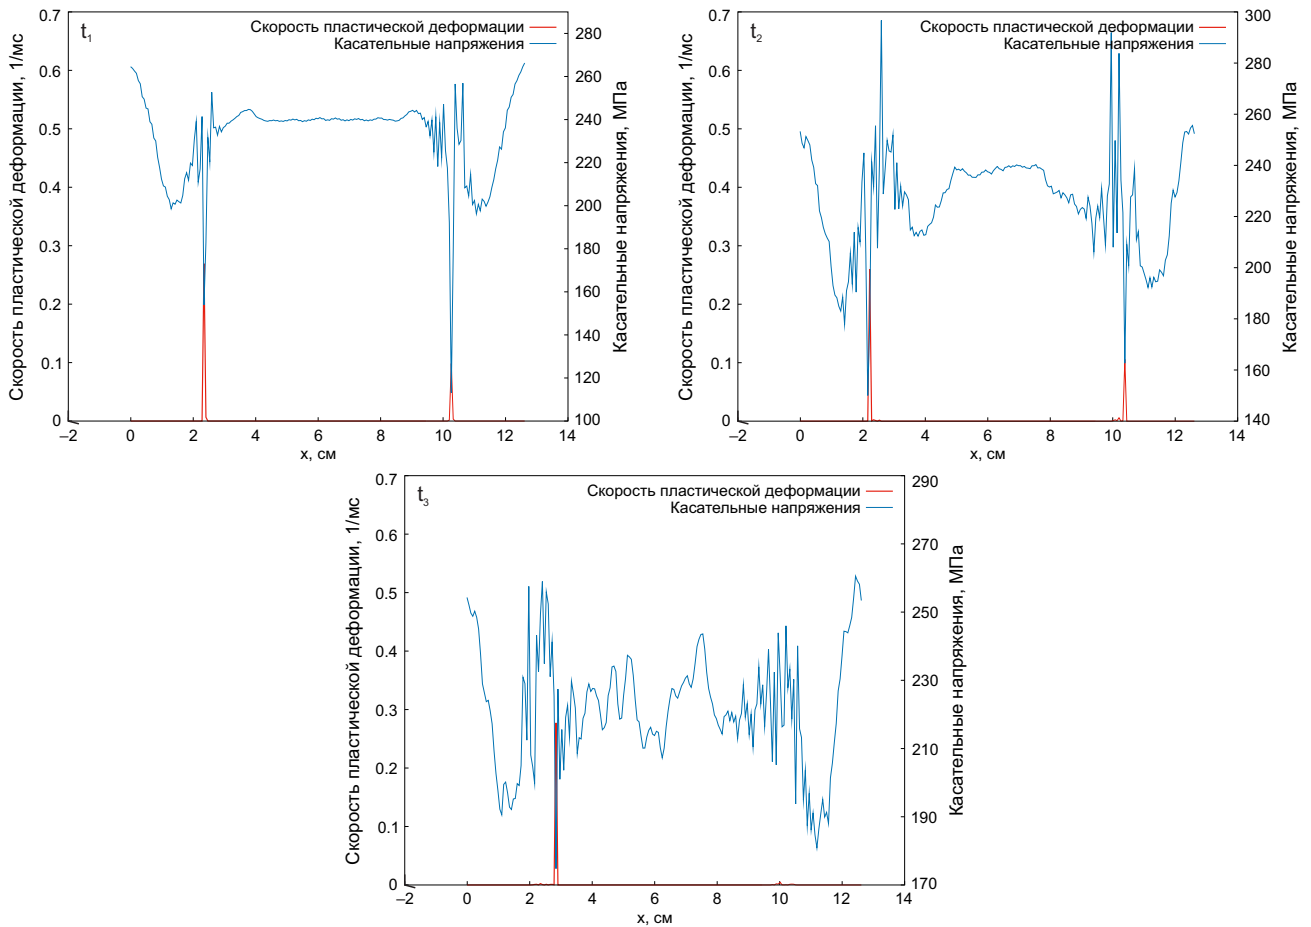 t₁
Скорость пластической деформации
Касательные напряжения
Скорость пластической деформации, 1/мс
0.7
0.6
0.5
0.4
0.3
0.2
0.1
0
280
260
240
220
200
180
160
140
120
100
Касательные напряжения, МПа
–2 0 2 4 6 8 10 12 14
x, см
t₂
Скорость пластической деформации
Касательные напряжения
Скорость пластической деформации, 1/мс
0.7
0.6
0.5
0.4
0.3
0.2
0.1
0
300
280
260
240
220
200
180
160
140
Касательные напряжения, МПа
–2 0 2 4 6 8 10 12 14
x, см
t₃
Скорость пластической деформации
Касательные напряжения
Скорость пластической деформации, 1/мс
0.7
0.6
0.5
0.4
0.3
0.2
0.1
0
290
270
250
230
210
190
170
Касательные напряжения, МПа
–2 0 2 4 6 8 10 12 14
x, см